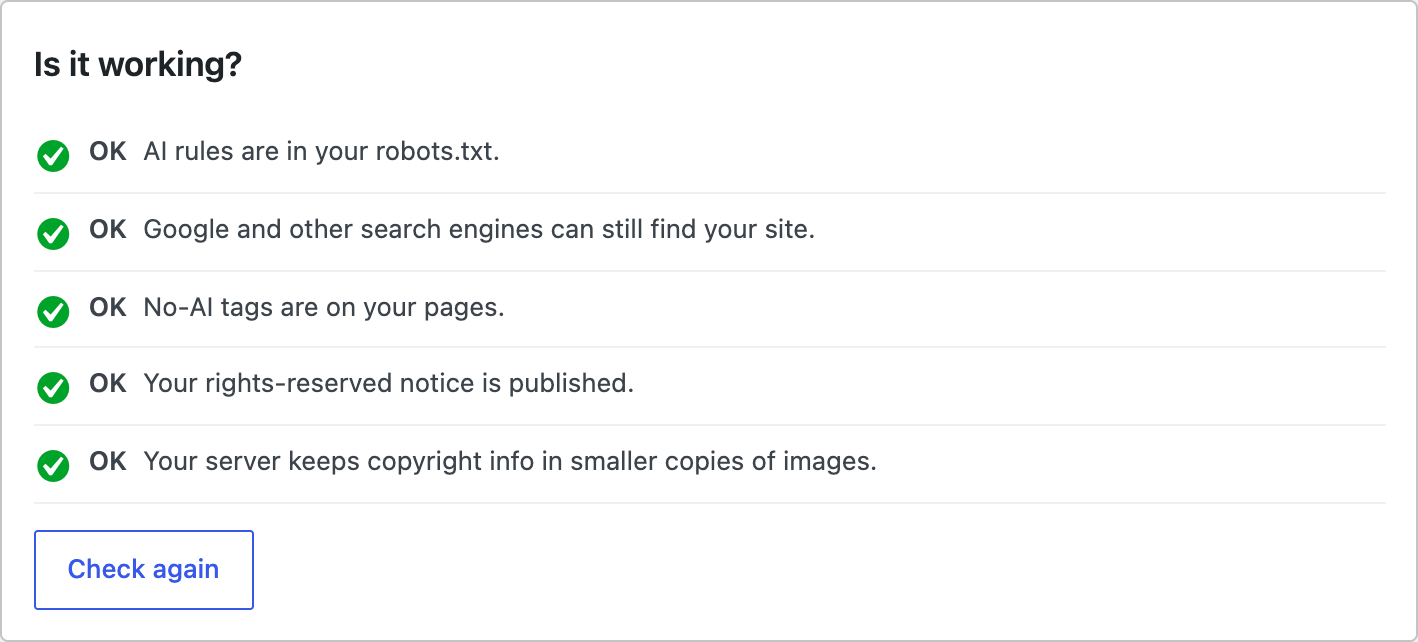 Is it working?
OK AI rules are in your robots.txt.
OK Google and other search engines can still find your site.
OK No-AI tags are on your pages.
OK Your rights-reserved notice is published.
OK Your server keeps copyright info in smaller copies of images.
Check again